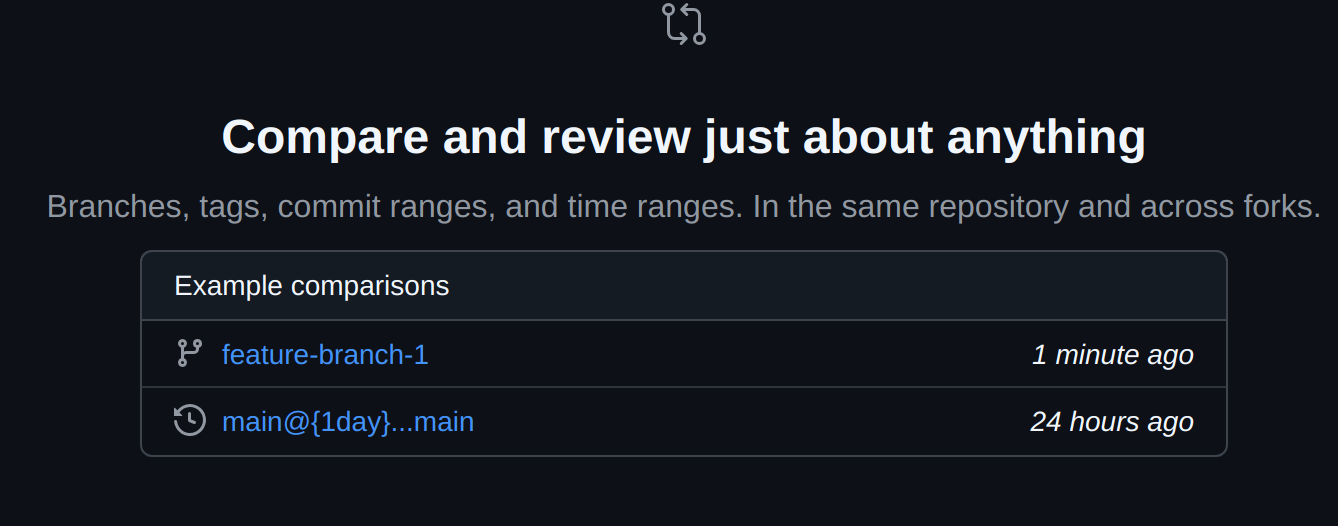 Compare and review just about anything
Branches, tags, commit ranges, and time ranges. In the same repository and across forks.
Example comparisons
feature-branch-1 1 minute ago
main@{1day}...main 24 hours ago